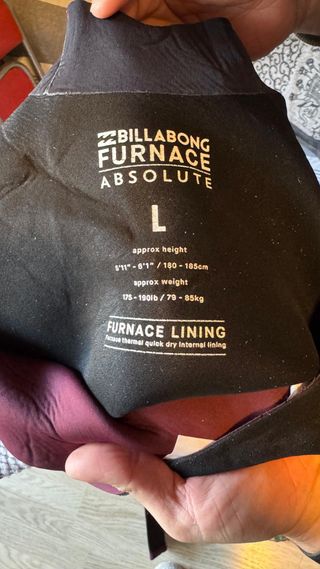 BILLABONG
FURNACE
ABSOLUTE
L
approx height
5'11" - 6'1" / 180 - 185cm
approx weight
175 - 190lb / 79 - 85kg
FURNACE LINING
Furnace thermal quick dry internal lining